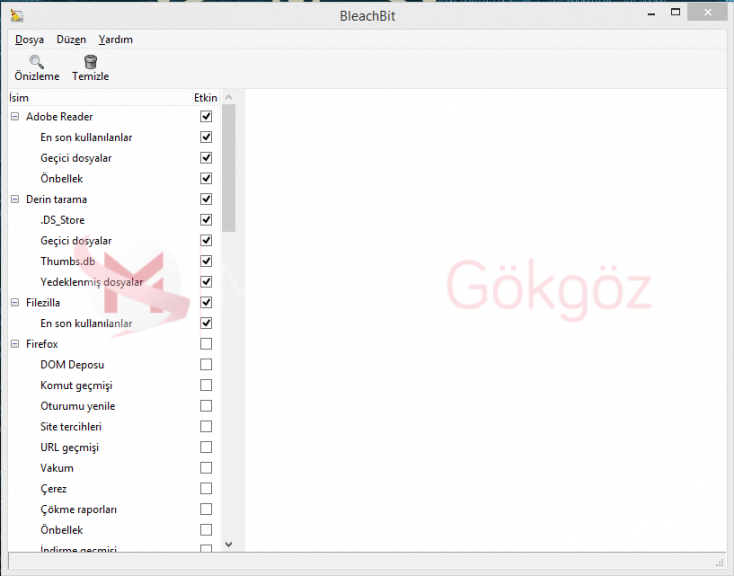 BleachBit
Dosya Düzen Yardım
Önizleme Temizle
İsim Etkin
Adobe Reader
En son kullanılanlar
Geçici dosyalar
Önbellek
Derin tarama
.DS_Store
Geçici dosyalar
Thumbs.db
Yedeklenmiş dosyalar
Filezilla
En son kullanılanlar
Firefox
DOM Deposu
Komut geçmişi
Oturumu yenile
Site tercihleri
URL geçmişi
Vakum
Çerez
Çökme raporları
Önbellek
İndirme geçmişi
Gökgöz